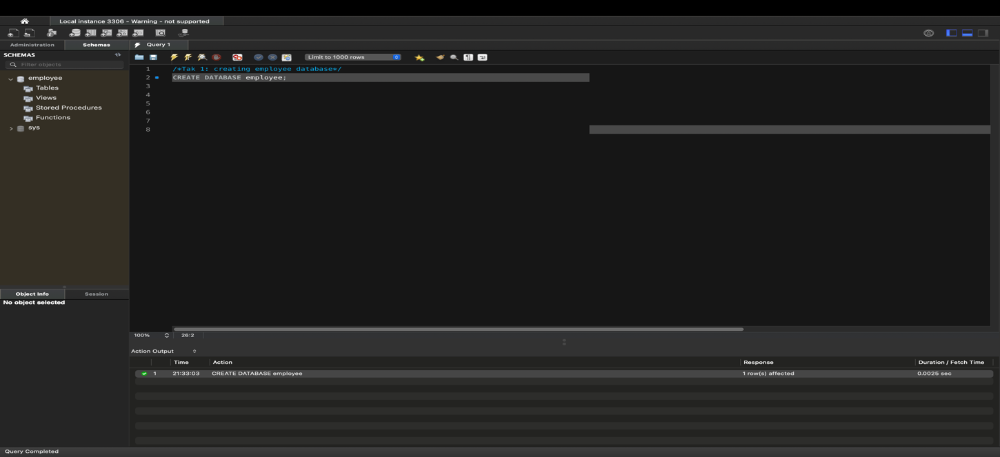 Local instance 3306 - Warning - not supported
Administration Schemas Query 1
SCHEMAS
Limit to 1000 rows
Filter objects
employee
Tables
Views
Stored Procedures
Functions
sys
1 /*Tak 1: creating employee database*/
2 CREATE DATABASE employee;
3
4
5
6
7
8
Object Info Session
No object selected
100% 26:2
Action Output
Time Action Response Duration / Fetch Time
1 21:33:03 CREATE DATABASE employee 1 row(s) affected 0.0025 sec
Query Completed